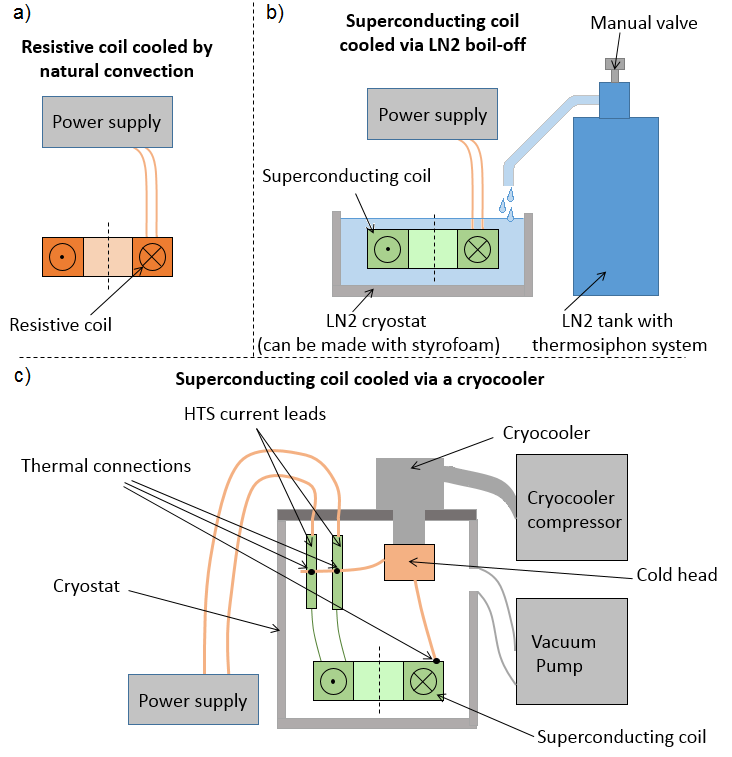 a)
Resistive coil cooled by
natural convection
Power supply
Resistive coil
b)
Superconducting coil
cooled via LN2 boil-off
Manual valve
Power supply
Superconducting coil
LN2 cryostat
(can be made with styrofoam)
LN2 tank with
thermosiphon system
c)
Superconducting coil cooled via a cryocooler
HTS current leads
Cryocooler
Thermal connections
Cryocooler
compressor
Cold head
Cryostat
Vacuum
Pump
Power supply
Superconducting coil